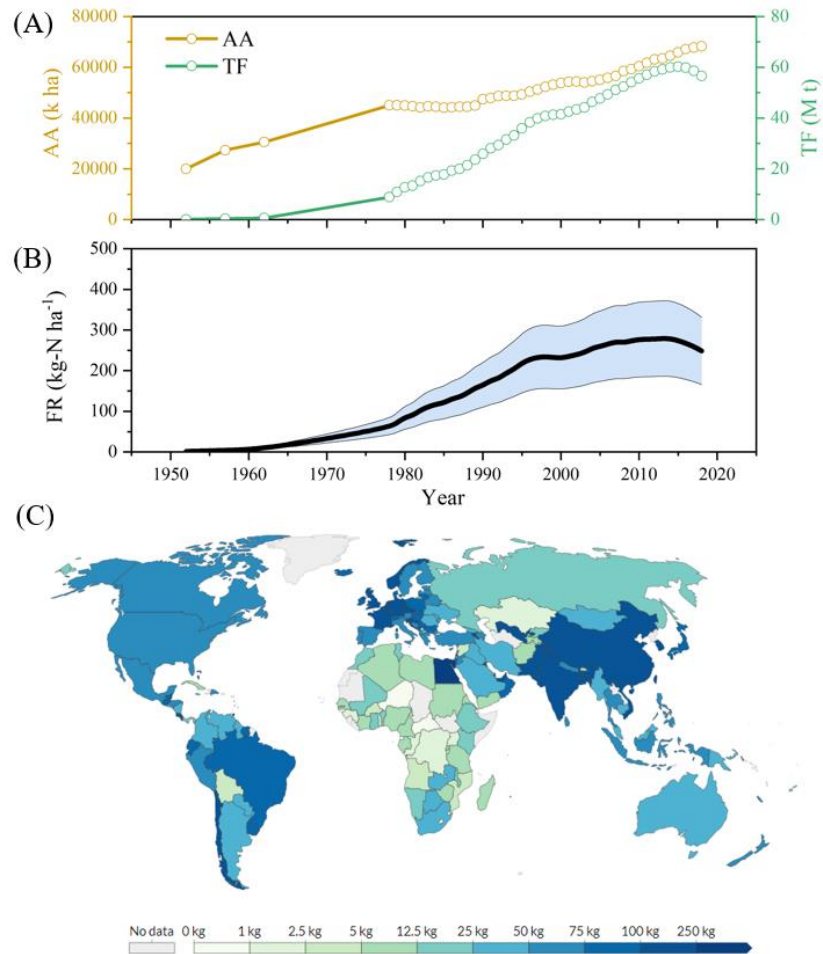 (A)
80000
60000
40000
20000
0
AA (k ha)
AA
TF
80
60
40
20
0
TF (M t)
(B)
500
400
300
200
100
0
FR (kg-N ha⁻¹)
1950 1960 1970 1980 1990 2000 2010 2020
Year
(C)
No data 0 kg 1 kg 2.5 kg 5 kg 12.5 kg 25 kg 50 kg 75 kg 100 kg 250 kg